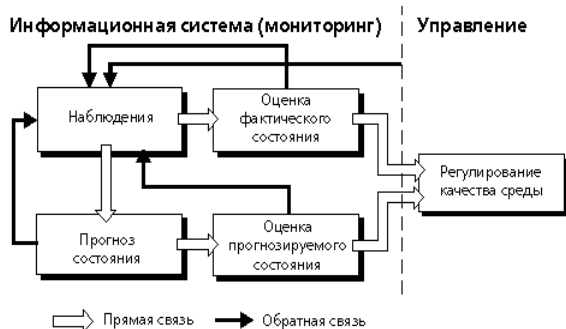 Информационная система (мониторинг)
Управление
Наблюдения
Оценка
фактического
состояния
Регулирование
качества среды
Прогноз
состояния
Оценка
прогнозируемого
состояния
Прямая связь
Обратная связь